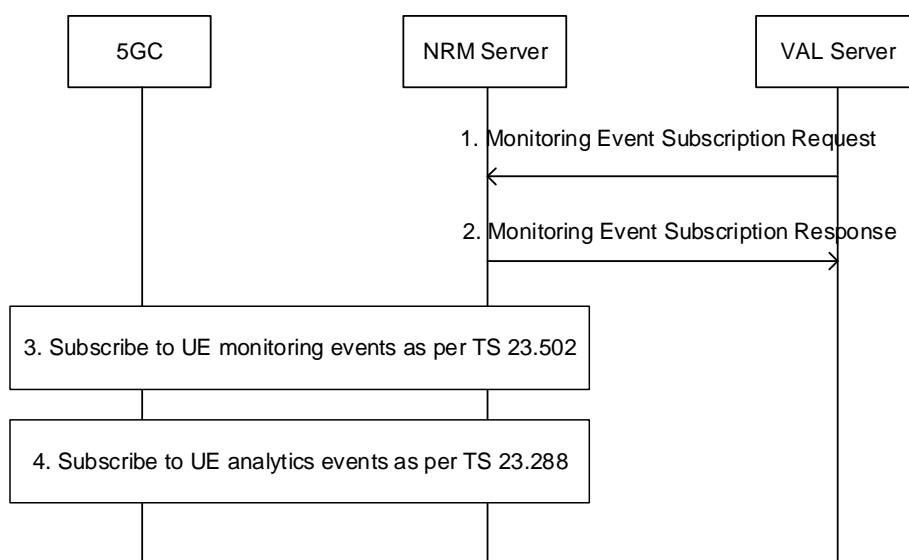 5GC
NRM Server
VAL Server
1. Monitoring Event Subscription Request
2. Monitoring Event Subscription Response
3. Subscribe to UE monitoring events as per TS 23.502
4. Subscribe to UE analytics events as per TS 23.288